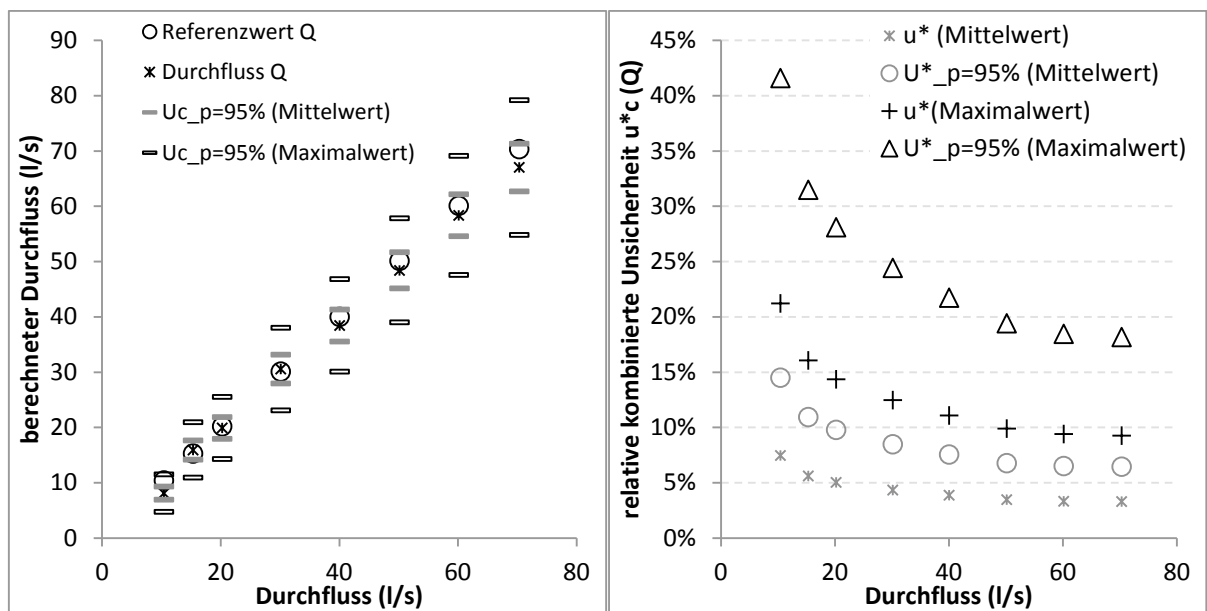 berechneter Durchfluss (l/s)
90
80
70
60
50
40
30
20
10
0
Referenzwert Q
Durchfluss Q
Uc_p=95% (Mittelwert)
Uc_p=95% (Maximalwert)
0 20 40 60 80
Durchfluss (l/s)
relative kombinierte Unsicherheit u*c (Q)
45%
40%
35%
30%
25%
20%
15%
10%
5%
0%
u* (Mittelwert)
U*_p=95% (Mittelwert)
u*(Maximalwert)
U*_p=95% (Maximalwert)
0 20 40 60 80
Durchfluss (l/s)